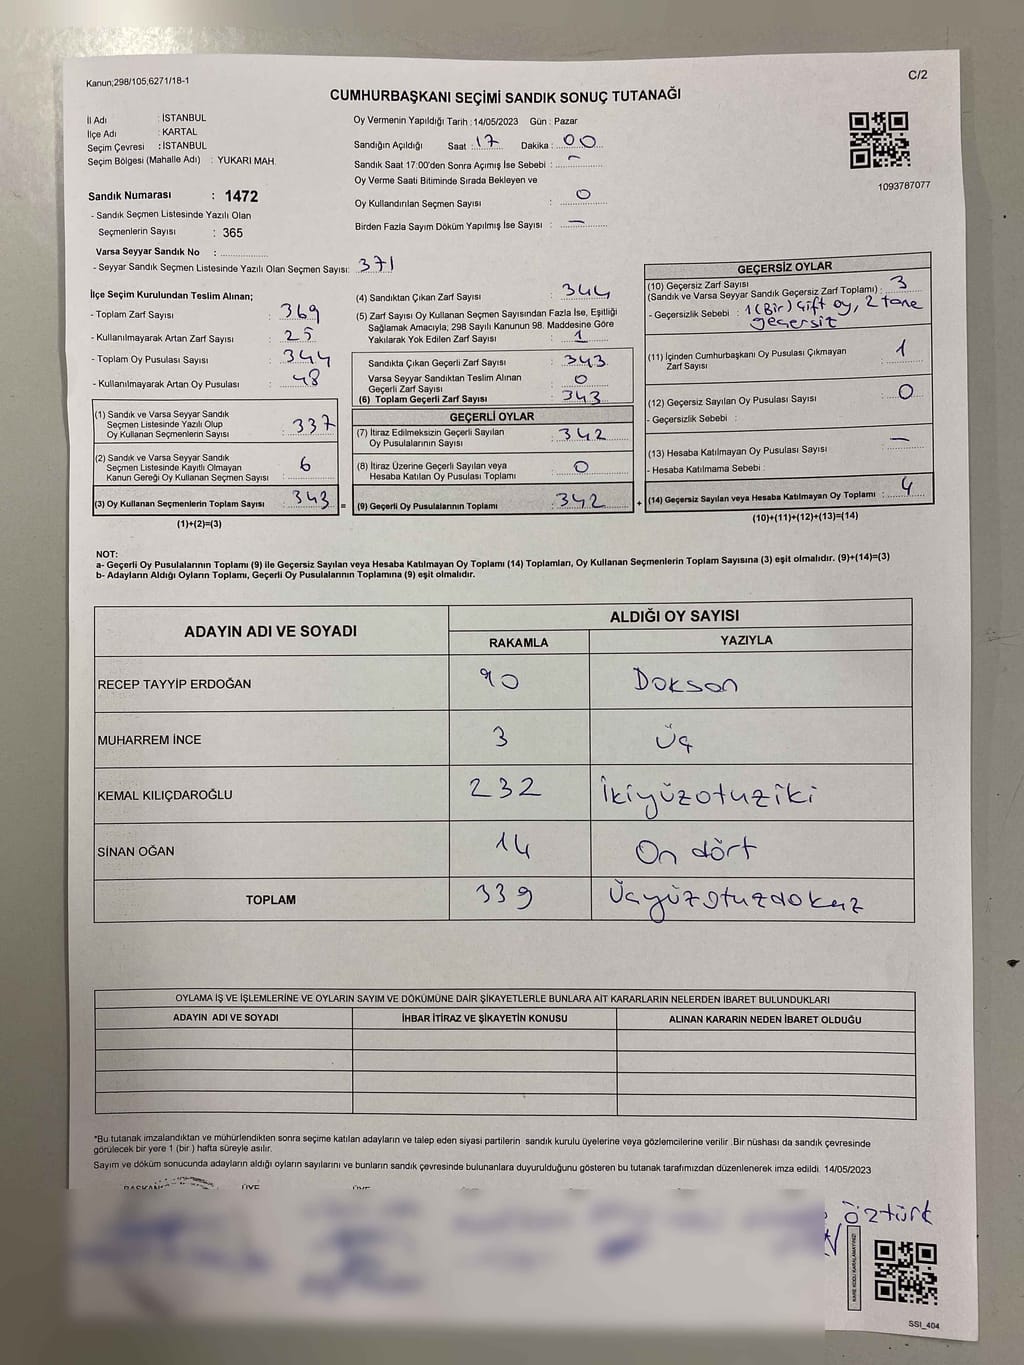 Kanun;298/105,6271/18-1
C/2
CUMHURBAŞKANI SEÇİMİ SANDIK SONUÇ TUTANAĞI
İl Adı : İSTANBUL
İlçe Adı : KARTAL
Seçim Çevresi : İSTANBUL
Seçim Bölgesi (Mahalle Adı) : YUKARI MAH.
Oy Vermenin Yapıldığı Tarih : 14/05/2023 Gün : Pazar
Sandığın Açıldığı Saat : 17 Dakika : 00
Sandık Saat 17:00'den Sonra Açımış İse Sebebi : -
Oy Verme Saati Bitiminde Sırada Bekleyen ve
Oy Kullandırılan Seçmen Sayısı : 0
Birden Fazla Sayım Döküm Yapılmış İse Sayısı : -
1093787077
Sandık Numarası : 1472
- Sandık Seçmen Listesinde Yazılı Olan
Seçmenlerin Sayısı : 365
Varsa Seyyar Sandık No :
- Seyyar Sandık Seçmen Listesinde Yazılı Olan Seçmen Sayısı: 371
İlçe Seçim Kurulundan Teslim Alınan;
- Toplam Zarf Sayısı : 369
- Kullanılmayarak Artan Zarf Sayısı : 25
- Toplam Oy Pusulası Sayısı : 344
- Kullanılmayarak Artan Oy Pusulası : 48
(1) Sandık ve Varsa Seyyar Sandık
Seçmen Listesinde Yazılı Olup
Oy Kullanan Seçmenlerin Sayısı : 337
(2) Sandık ve Varsa Seyyar Sandık
Seçmen Listesinde Kayıtlı Olmayan
Kanun Gereği Oy Kullanan Seçmen Sayısı : 6
(3) Oy Kullanan Seçmenlerin Toplam Sayısı : 343 =
(1)+(2)=(3)
(4) Sandıktan Çıkan Zarf Sayısı : 344
(5) Zarf Sayısı Oy Kullanan Seçmen Sayısından Fazla İse, Eşitliği
Sağlamak Amacıyla; 298 Sayılı Kanunun 98. Maddesine Göre
Yakılarak Yok Edilen Zarf Sayısı : 1
Sandıkta Çıkan Geçerli Zarf Sayısı : 343
Varsa Seyyar Sandıktan Teslim Alınan
Geçerli Zarf Sayısı : 0
(6) Toplam Geçerli Zarf Sayısı : 343
GEÇERLİ OYLAR
(7) İtiraz Edilmeksizin Geçerli Sayılan
Oy Pusulalarının Sayısı : 342
(8) İtiraz Üzerine Geçerli Sayılan veya
Hesaba Katılan Oy Pusulası Toplamı : 0
(9) Geçerli Oy Pusulalarının Toplamı : 342 +
GEÇERSİZ OYLAR
(10) Geçersiz Zarf Sayısı
(Sandık ve Varsa Seyyar Sandık Geçersiz Zarf Toplamı) : 3
- Geçersizlik Sebebi : 1(Bir) Çift oy, 2 tane
geçersiz
(11) İçinden Cumhurbaşkanı Oy Pusulası Çıkmayan
Zarf Sayısı : 1
(12) Geçersiz Sayılan Oy Pusulası Sayısı : 0
- Geçersizlik Sebebi :
(13) Hesaba Katılmayan Oy Pusulası Sayısı : -
- Hesaba Katılmama Sebebi :
(14) Geçersiz Sayılan veya Hesaba Katılmayan Oy Toplamı : 4
(10)+(11)+(12)+(13)=(14)
NOT:
a- Geçerli Oy Pusulalarının Toplamı (9) ile Geçersiz Sayılan veya Hesaba Katılmayan Oy Toplamı (14) Toplamları, Oy Kullanan Seçmenlerin Toplam Sayısına (3) eşit olmalıdır. (9)+(14)=(3)
b- Adayların Aldığı Oyların Toplamı, Geçerli Oy Pusulalarının Toplamına (9) eşit olmalıdır.
ADAYIN ADI VE SOYADI
ALDIĞI OY SAYISI
RAKAMLA YAZIYLA
RECEP TAYYİP ERDOĞAN 90 Dokson
MUHARREM İNCE 3 Üç
KEMAL KILIÇDAROĞLU 232 İkiyüzotuziki
SİNAN OĞAN 14 On dört
TOPLAM 339 Üçyüzotuzdokuz
OYLAMA İŞ VE İŞLEMLERİNE VE OYLARIN SAYIM VE DÖKÜMÜNE DAİR ŞİKAYETLERLE BUNLARA AİT KARARLARIN NELERDEN İBARET BULUNDUKLARI
ADAYIN ADI VE SOYADI İHBAR İTİRAZ VE ŞİKAYETİN KONUSU ALINAN KARARIN NEDEN İBARET OLDUĞU
*Bu tutanak imzalandıktan ve mühürlendikten sonra seçime katılan adayların ve talep eden siyasi partilerin sandık kurulu üyelerine veya gözlemcilerine verilir .Bir nüshası da sandık çevresinde
görülecek bir yere 1 (bir ) hafta süreyle asılır.
Sayım ve döküm sonucunda adayların aldığı oyların sayılarını ve bunların sandık çevresinde bulunanlara duyurulduğunu gösteren bu tutanak tarafımızdan düzenlenerek imza edildi. 14/05/2023
BAŞKAN ÜYE ÜYE
öztürk
KARE KODU KARALAMAYINIZ!
SSI_404